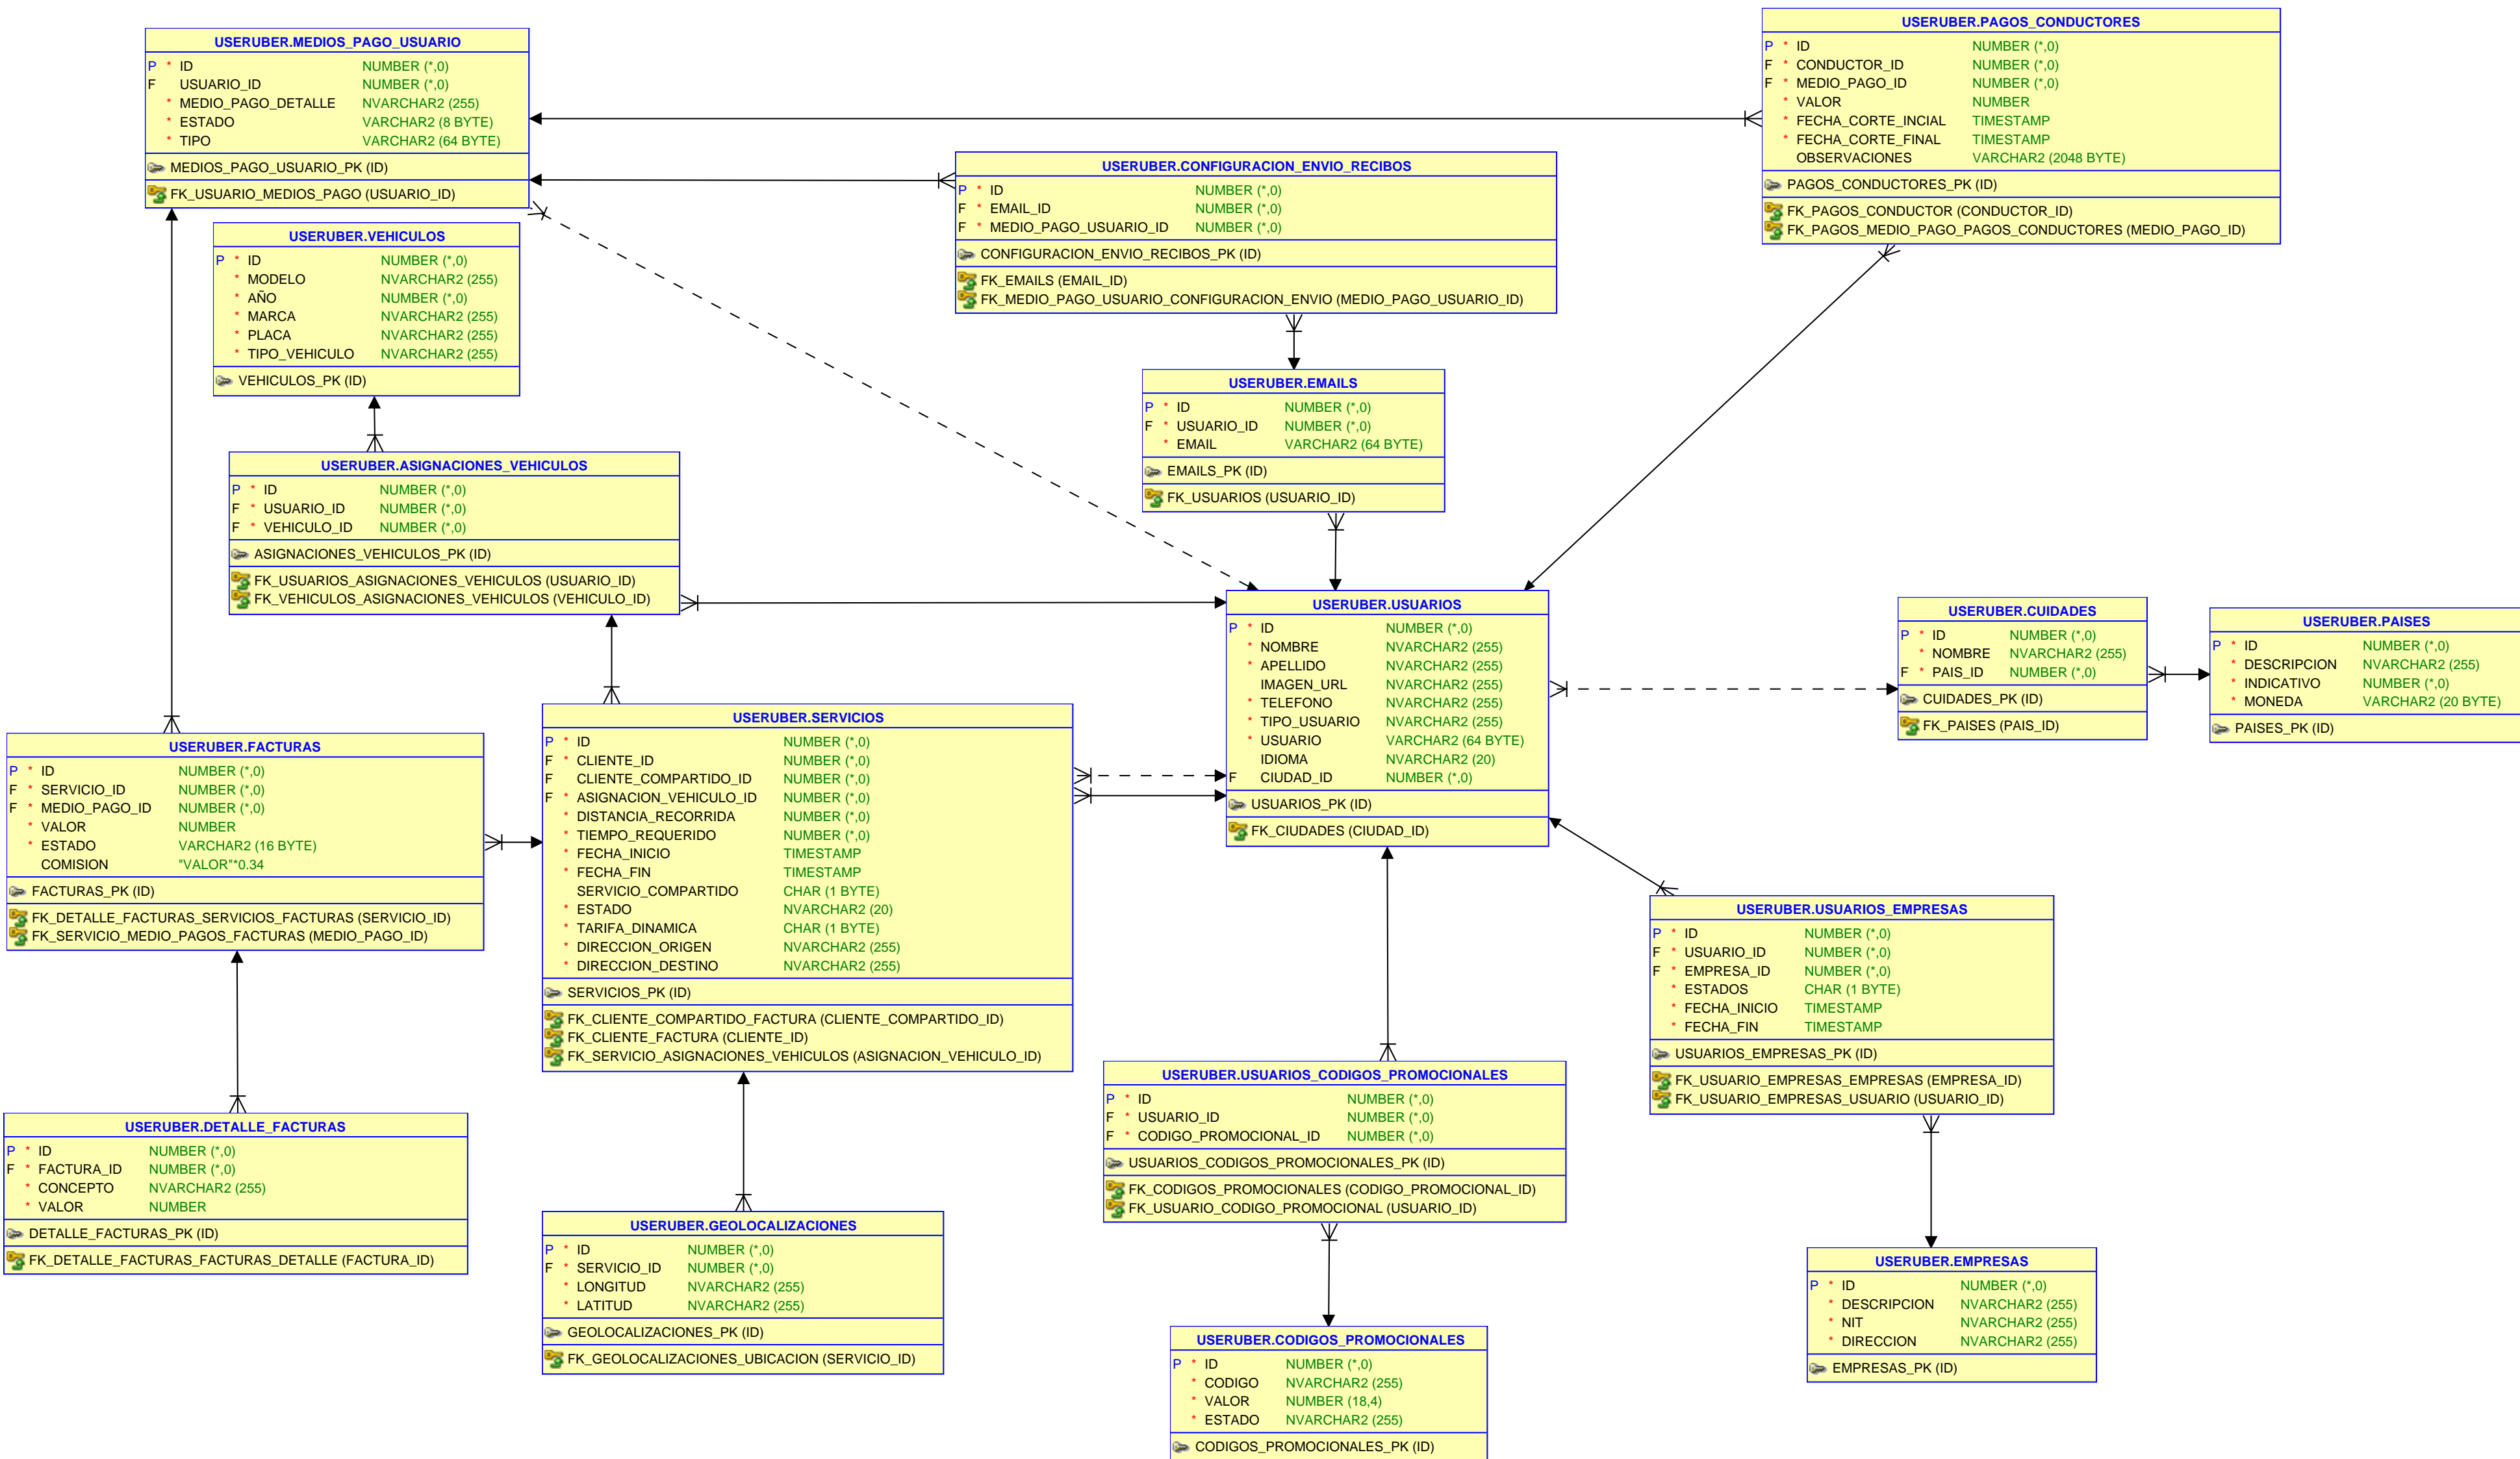 USERUBER.MEDIOS_PAGO_USUARIO
P * ID NUMBER (*,0)
F USUARIO_ID NUMBER (*,0)
* MEDIO_PAGO_DETALLE NVARCHAR2 (255)
* ESTADO VARCHAR2 (8 BYTE)
* TIPO VARCHAR2 (64 BYTE)
MEDIOS_PAGO_USUARIO_PK (ID)
FK_USUARIO_MEDIOS_PAGO (USUARIO_ID)
USERUBER.PAGOS_CONDUCTORES
P * ID NUMBER (*,0)
F * CONDUCTOR_ID NUMBER (*,0)
F * MEDIO_PAGO_ID NUMBER (*,0)
* VALOR NUMBER
* FECHA_CORTE_INCIAL TIMESTAMP
* FECHA_CORTE_FINAL TIMESTAMP
OBSERVACIONES VARCHAR2 (2048 BYTE)
PAGOS_CONDUCTORES_PK (ID)
FK_PAGOS_CONDUCTOR (CONDUCTOR_ID)
FK_PAGOS_MEDIO_PAGO_PAGOS_CONDUCTORES (MEDIO_PAGO_ID)
USERUBER.CONFIGURACION_ENVIO_RECIBOS
P * ID NUMBER (*,0)
F * EMAIL_ID NUMBER (*,0)
F * MEDIO_PAGO_USUARIO_ID NUMBER (*,0)
CONFIGURACION_ENVIO_RECIBOS_PK (ID)
FK_EMAILS (EMAIL_ID)
FK_MEDIO_PAGO_USUARIO_CONFIGURACION_ENVIO (MEDIO_PAGO_USUARIO_ID)
USERUBER.VEHICULOS
P * ID NUMBER (*,0)
* MODELO NVARCHAR2 (255)
* AÑO NUMBER (*,0)
* MARCA NVARCHAR2 (255)
* PLACA NVARCHAR2 (255)
* TIPO_VEHICULO NVARCHAR2 (255)
VEHICULOS_PK (ID)
USERUBER.EMAILS
P * ID NUMBER (*,0)
F * USUARIO_ID NUMBER (*,0)
* EMAIL VARCHAR2 (64 BYTE)
EMAILS_PK (ID)
FK_USUARIOS (USUARIO_ID)
USERUBER.ASIGNACIONES_VEHICULOS
P * ID NUMBER (*,0)
F * USUARIO_ID NUMBER (*,0)
F * VEHICULO_ID NUMBER (*,0)
ASIGNACIONES_VEHICULOS_PK (ID)
FK_USUARIOS_ASIGNACIONES_VEHICULOS (USUARIO_ID)
FK_VEHICULOS_ASIGNACIONES_VEHICULOS (VEHICULO_ID)
USERUBER.USUARIOS
P * ID NUMBER (*,0)
* NOMBRE NVARCHAR2 (255)
* APELLIDO NVARCHAR2 (255)
IMAGEN_URL NVARCHAR2 (255)
* TELEFONO NVARCHAR2 (255)
* TIPO_USUARIO NVARCHAR2 (255)
* USUARIO VARCHAR2 (64 BYTE)
IDIOMA NVARCHAR2 (20)
F CIUDAD_ID NUMBER (*,0)
USUARIOS_PK (ID)
FK_CIUDADES (CIUDAD_ID)
USERUBER.CUIDADES
P * ID NUMBER (*,0)
* NOMBRE NVARCHAR2 (255)
F * PAIS_ID NUMBER (*,0)
CUIDADES_PK (ID)
FK_PAISES (PAIS_ID)
USERUBER.PAISES
P * ID NUMBER (*,0)
* DESCRIPCION NVARCHAR2 (255)
* INDICATIVO NUMBER (*,0)
* MONEDA VARCHAR2 (20 BYTE)
PAISES_PK (ID)
USERUBER.FACTURAS
P * ID NUMBER (*,0)
F * SERVICIO_ID NUMBER (*,0)
F * MEDIO_PAGO_ID NUMBER (*,0)
* VALOR NUMBER
* ESTADO VARCHAR2 (16 BYTE)
COMISION "VALOR"*0.34
FACTURAS_PK (ID)
FK_DETALLE_FACTURAS_SERVICIOS_FACTURAS (SERVICIO_ID)
FK_SERVICIO_MEDIO_PAGOS_FACTURAS (MEDIO_PAGO_ID)
USERUBER.SERVICIOS
P * ID NUMBER (*,0)
F * CLIENTE_ID NUMBER (*,0)
F CLIENTE_COMPARTIDO_ID NUMBER (*,0)
F * ASIGNACION_VEHICULO_ID NUMBER (*,0)
* DISTANCIA_RECORRIDA NUMBER (*,0)
* TIEMPO_REQUERIDO NUMBER (*,0)
* FECHA_INICIO TIMESTAMP
* FECHA_FIN TIMESTAMP
SERVICIO_COMPARTIDO CHAR (1 BYTE)
* ESTADO NVARCHAR2 (20)
* TARIFA_DINAMICA CHAR (1 BYTE)
* DIRECCION_ORIGEN NVARCHAR2 (255)
* DIRECCION_DESTINO NVARCHAR2 (255)
SERVICIOS_PK (ID)
FK_CLIENTE_COMPARTIDO_FACTURA (CLIENTE_COMPARTIDO_ID)
FK_CLIENTE_FACTURA (CLIENTE_ID)
FK_SERVICIO_ASIGNACIONES_VEHICULOS (ASIGNACION_VEHICULO_ID)
USERUBER.USUARIOS_EMPRESAS
P * ID NUMBER (*,0)
F * USUARIO_ID NUMBER (*,0)
F * EMPRESA_ID NUMBER (*,0)
* ESTADOS CHAR (1 BYTE)
* FECHA_INICIO TIMESTAMP
* FECHA_FIN TIMESTAMP
USUARIOS_EMPRESAS_PK (ID)
FK_USUARIO_EMPRESAS_EMPRESAS (EMPRESA_ID)
FK_USUARIO_EMPRESAS_USUARIO (USUARIO_ID)
USERUBER.USUARIOS_CODIGOS_PROMOCIONALES
P * ID NUMBER (*,0)
F * USUARIO_ID NUMBER (*,0)
F * CODIGO_PROMOCIONAL_ID NUMBER (*,0)
USUARIOS_CODIGOS_PROMOCIONALES_PK (ID)
FK_CODIGOS_PROMOCIONALES (CODIGO_PROMOCIONAL_ID)
FK_USUARIO_CODIGO_PROMOCIONAL (USUARIO_ID)
USERUBER.DETALLE_FACTURAS
P * ID NUMBER (*,0)
F * FACTURA_ID NUMBER (*,0)
* CONCEPTO NVARCHAR2 (255)
* VALOR NUMBER
DETALLE_FACTURAS_PK (ID)
FK_DETALLE_FACTURAS_FACTURAS_DETALLE (FACTURA_ID)
USERUBER.GEOLOCALIZACIONES
P * ID NUMBER (*,0)
F * SERVICIO_ID NUMBER (*,0)
* LONGITUD NVARCHAR2 (255)
* LATITUD NVARCHAR2 (255)
GEOLOCALIZACIONES_PK (ID)
FK_GEOLOCALIZACIONES_UBICACION (SERVICIO_ID)
USERUBER.EMPRESAS
P * ID NUMBER (*,0)
* DESCRIPCION NVARCHAR2 (255)
* NIT NVARCHAR2 (255)
* DIRECCION NVARCHAR2 (255)
EMPRESAS_PK (ID)
USERUBER.CODIGOS_PROMOCIONALES
P * ID NUMBER (*,0)
* CODIGO NVARCHAR2 (255)
* VALOR NUMBER (18,4)
* ESTADO NVARCHAR2 (255)
CODIGOS_PROMOCIONALES_PK (ID)